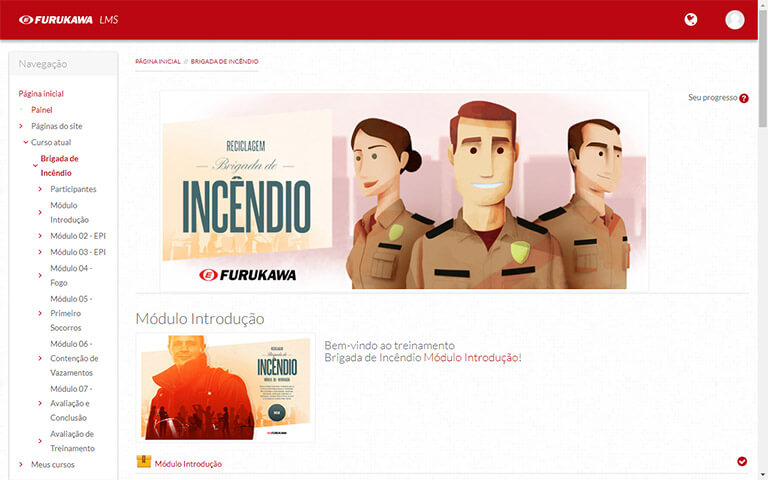 FURUKAWA LMS
Navegação
Página inicial
Painel
Páginas do site
Curso atual
Brigada de
Incêndio
Participantes
Módulo
Introdução
Módulo 02 - EPI
Módulo 03 - EPI
Módulo 04 -
Fogo
Módulo 05 -
Primeiro
Socorros
Módulo 06 -
Contenção de
Vazamentos
Módulo 07 -
Avaliação e
Conclusão
Avaliação de
Treinamento
Meus cursos
PÁGINA INICIAL // BRIGADA DE INCÊNDIO
Seu progresso ?
RECICLAGEM
Brigada de
INCÊNDIO
FURUKAWA
Módulo Introdução
RECICLAGEM
Brigada de
INCÊNDIO
FURUKAWA
Bem-vindo ao treinamento
Brigada de Incêndio Módulo Introdução!
Módulo Introdução